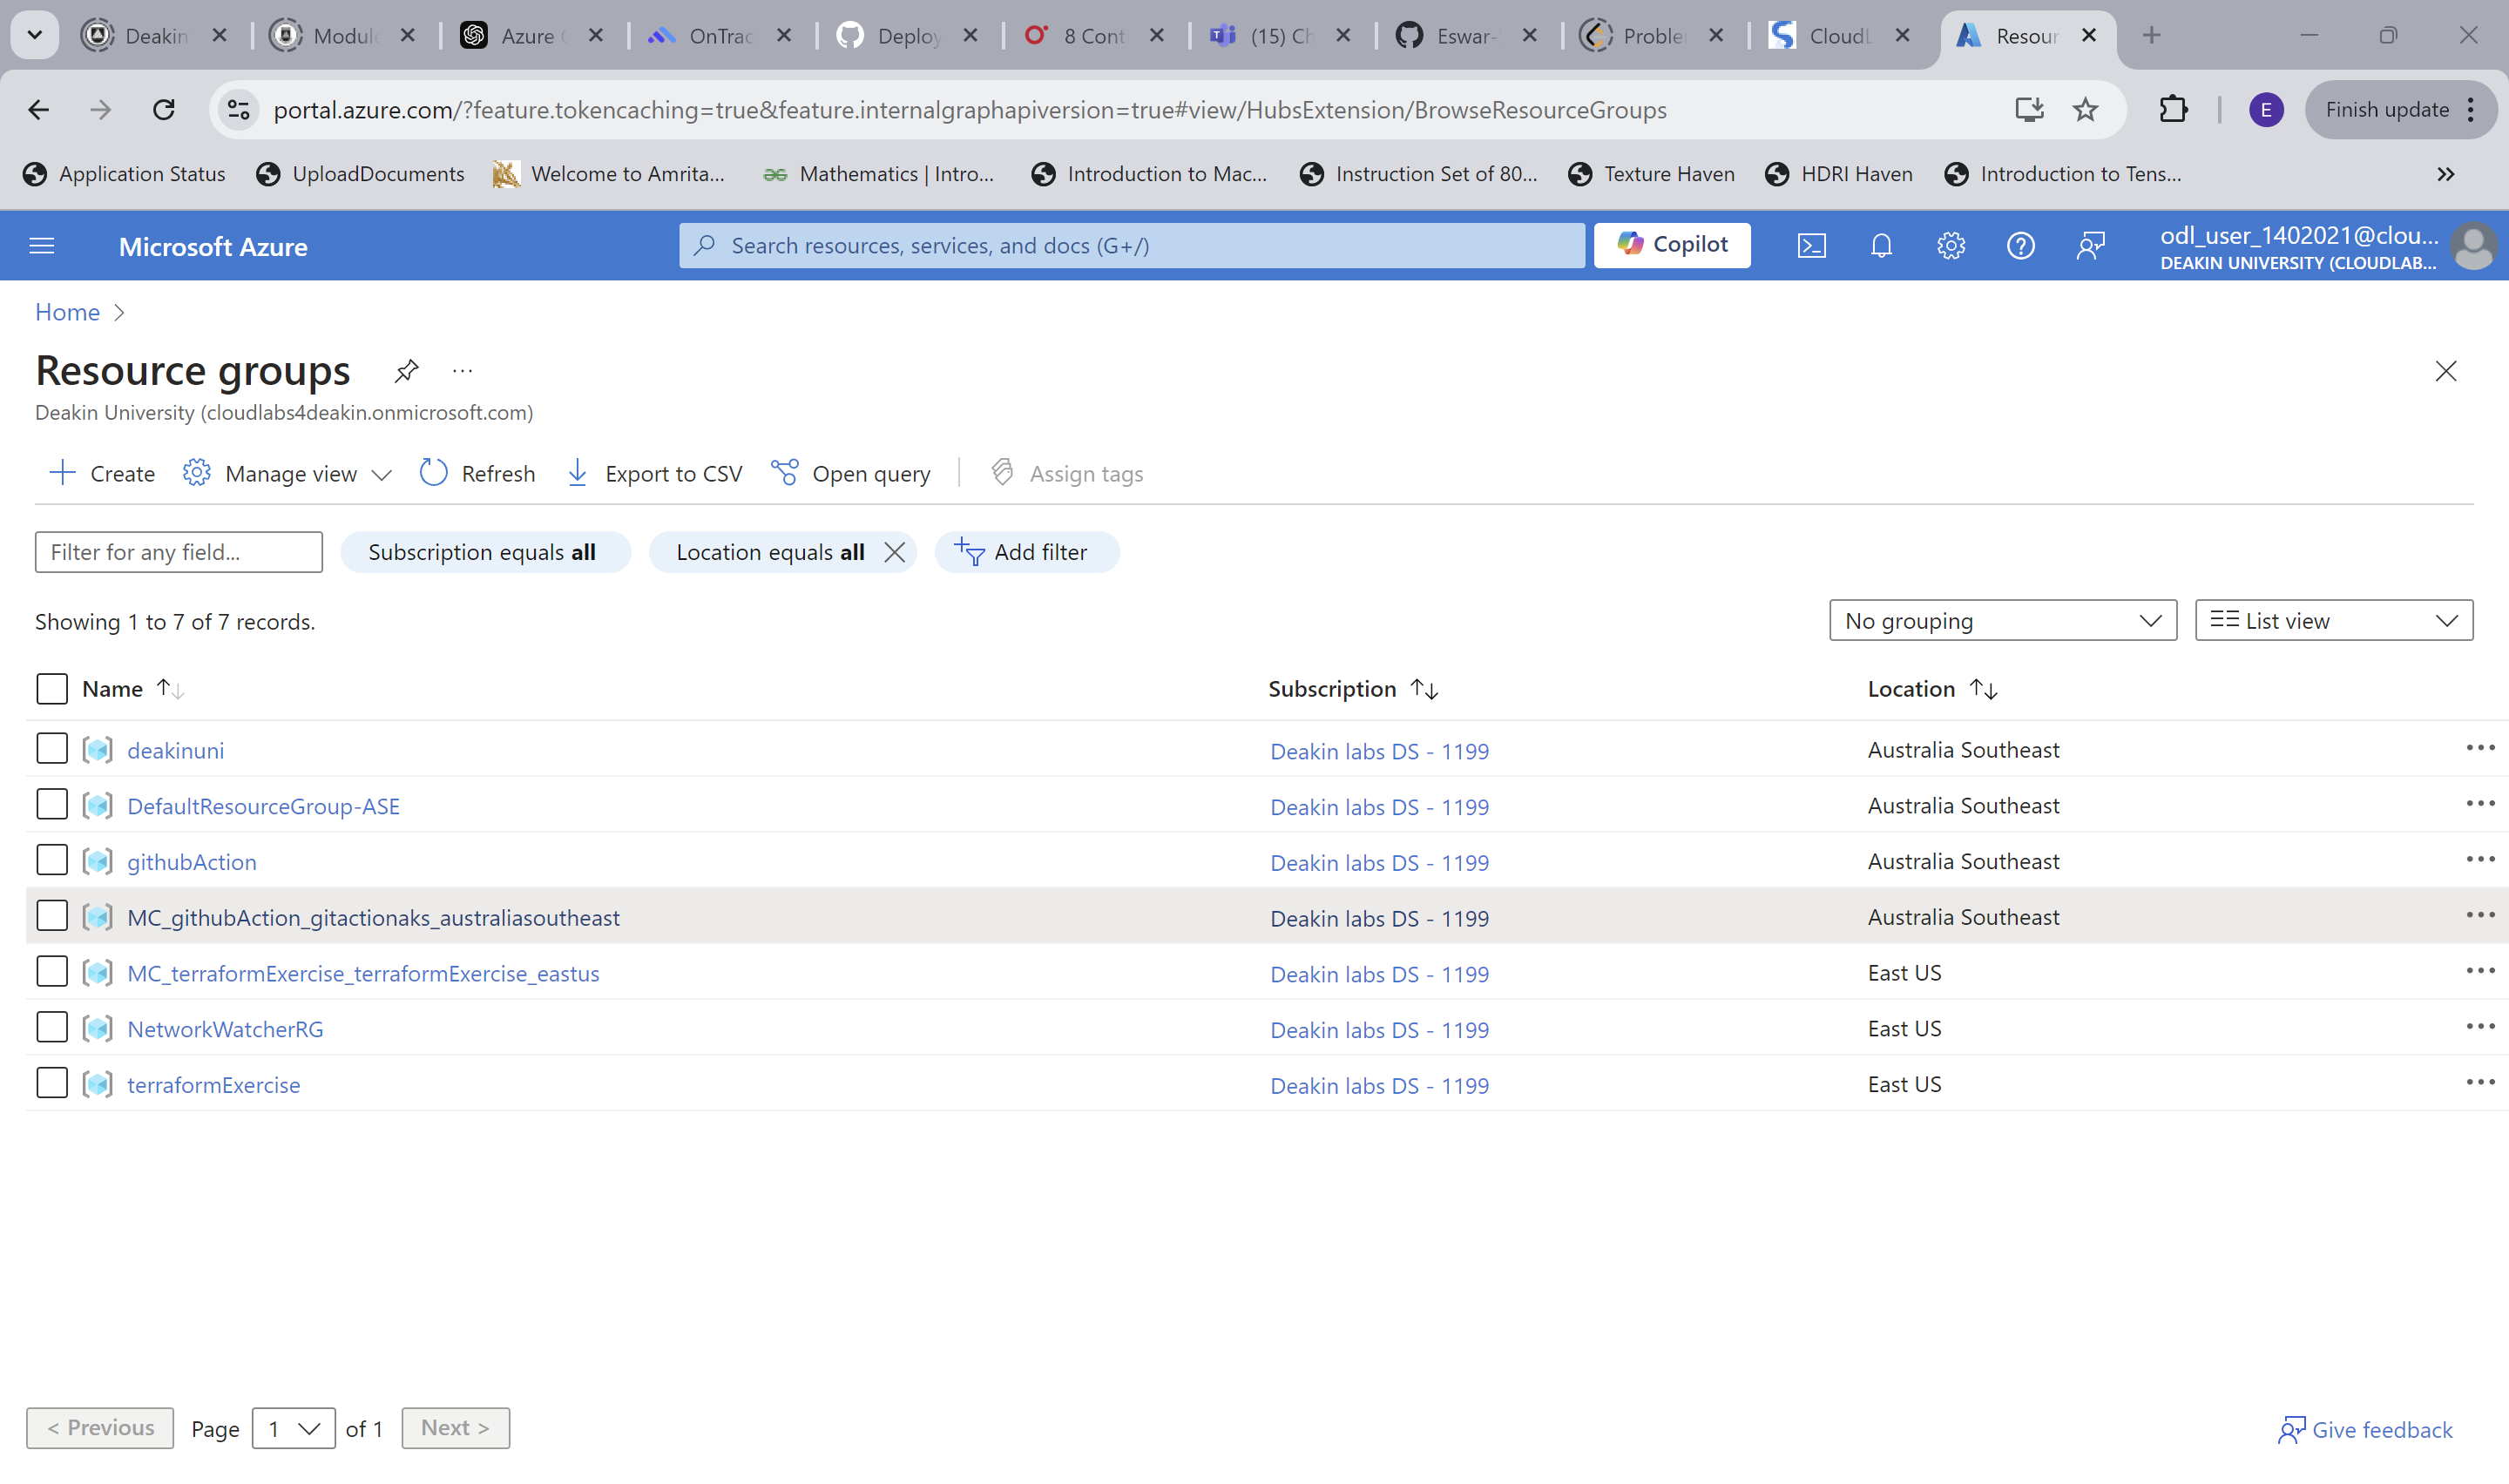 Deakin
Modul
Azure
OnTrac
Deploy
8 Cont
(15) Ch
Eswar-
Proble
CloudL
Resour
portal.azure.com/?feature.tokencaching=true&feature.internalgraphapiversion=true#view/HubsExtension/BrowseResourceGroups
E
Finish update
Application Status
UploadDocuments
Welcome to Amrita...
Mathematics | Intro...
Introduction to Mac...
Instruction Set of 80...
Texture Haven
HDRI Haven
Introduction to Tens...
Microsoft Azure
Search resources, services, and docs (G+/)
Copilot
odl_user_1402021@clou...
DEAKIN UNIVERSITY (CLOUDLAB...
Home
Resource groups
Deakin University (cloudlabs4deakin.onmicrosoft.com)
Create
Manage view
Refresh
Export to CSV
Open query
Assign tags
Filter for any field...
Subscription equals all
Location equals all
Add filter
Showing 1 to 7 of 7 records.
No grouping
List view
Name Subscription Location
deakinuni Deakin labs DS - 1199 Australia Southeast
DefaultResourceGroup-ASE Deakin labs DS - 1199 Australia Southeast
githubAction Deakin labs DS - 1199 Australia Southeast
MC_githubAction_gitactionaks_australiasoutheast Deakin labs DS - 1199 Australia Southeast
MC_terraformExercise_terraformExercise_eastus Deakin labs DS - 1199 East US
NetworkWatcherRG Deakin labs DS - 1199 East US
terraformExercise Deakin labs DS - 1199 East US
< Previous Page 1 of 1 Next >
Give feedback